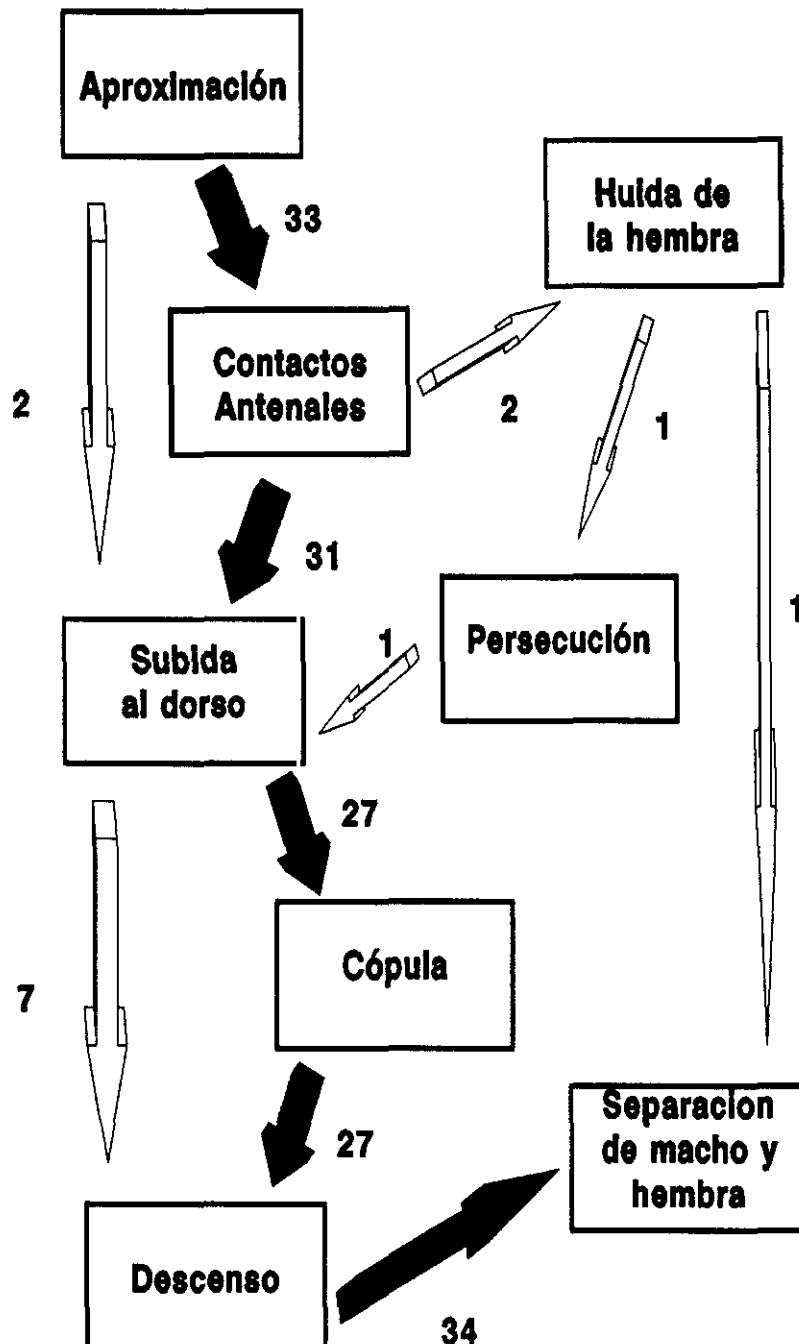 Aproximación
33
Huida de
la hembra
Contactos
Antenales
2
2
1
31
Subida
al dorso
1
Persecución
1
27
Cópula
7
27
Separacion
de macho y
hembra
Descenso
34